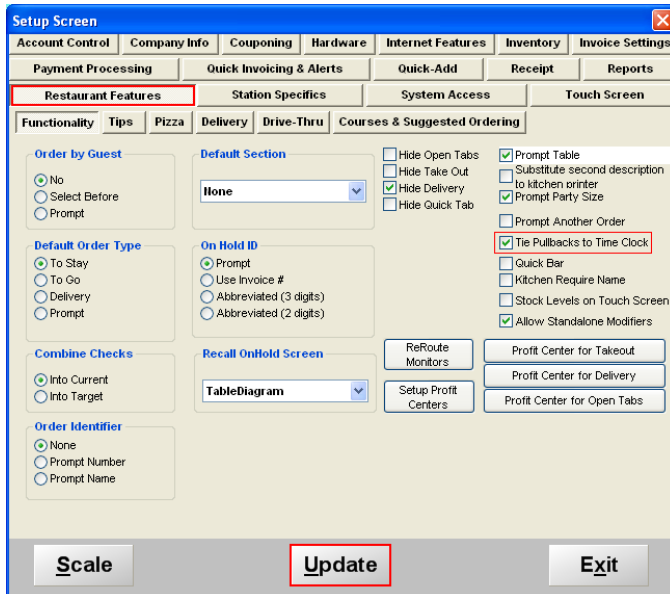 Setup Screen
Account Control Company Info Couponing Hardware Internet Features Inventory Invoice Settings
Payment Processing Quick Invoicing & Alerts Quick-Add Receipt Reports
Restaurant Features Station Specifics System Access Touch Screen
Functionality Tips Pizza Delivery Drive-Thru Courses & Suggested Ordering
Order by Guest
No
Select Before
Prompt
Default Order Type
To Stay
To Go
Delivery
Prompt
Combine Checks
Into Current
Into Target
Order Identifier
None
Prompt Number
Prompt Name
Default Section
None
On Hold ID
Prompt
Use Invoice #
Abbreviated (3 digits)
Abbreviated (2 digits)
Recall OnHold Screen
TableDiagram
Hide Open Tabs
Hide Take Out
Hide Delivery
Hide Quick Tab
Prompt Table
Substitute second description
to kitchen printer
Prompt Party Size
Prompt Another Order
Tie Pullbacks to Time Clock
Quick Bar
Kitchen Require Name
Stock Levels on Touch Screen
Allow Standalone Modifiers
ReRoute
Monitors
Setup Profit
Centers
Profit Center for Takeout
Profit Center for Delivery
Profit Center for Open Tabs
Scale Update Exit